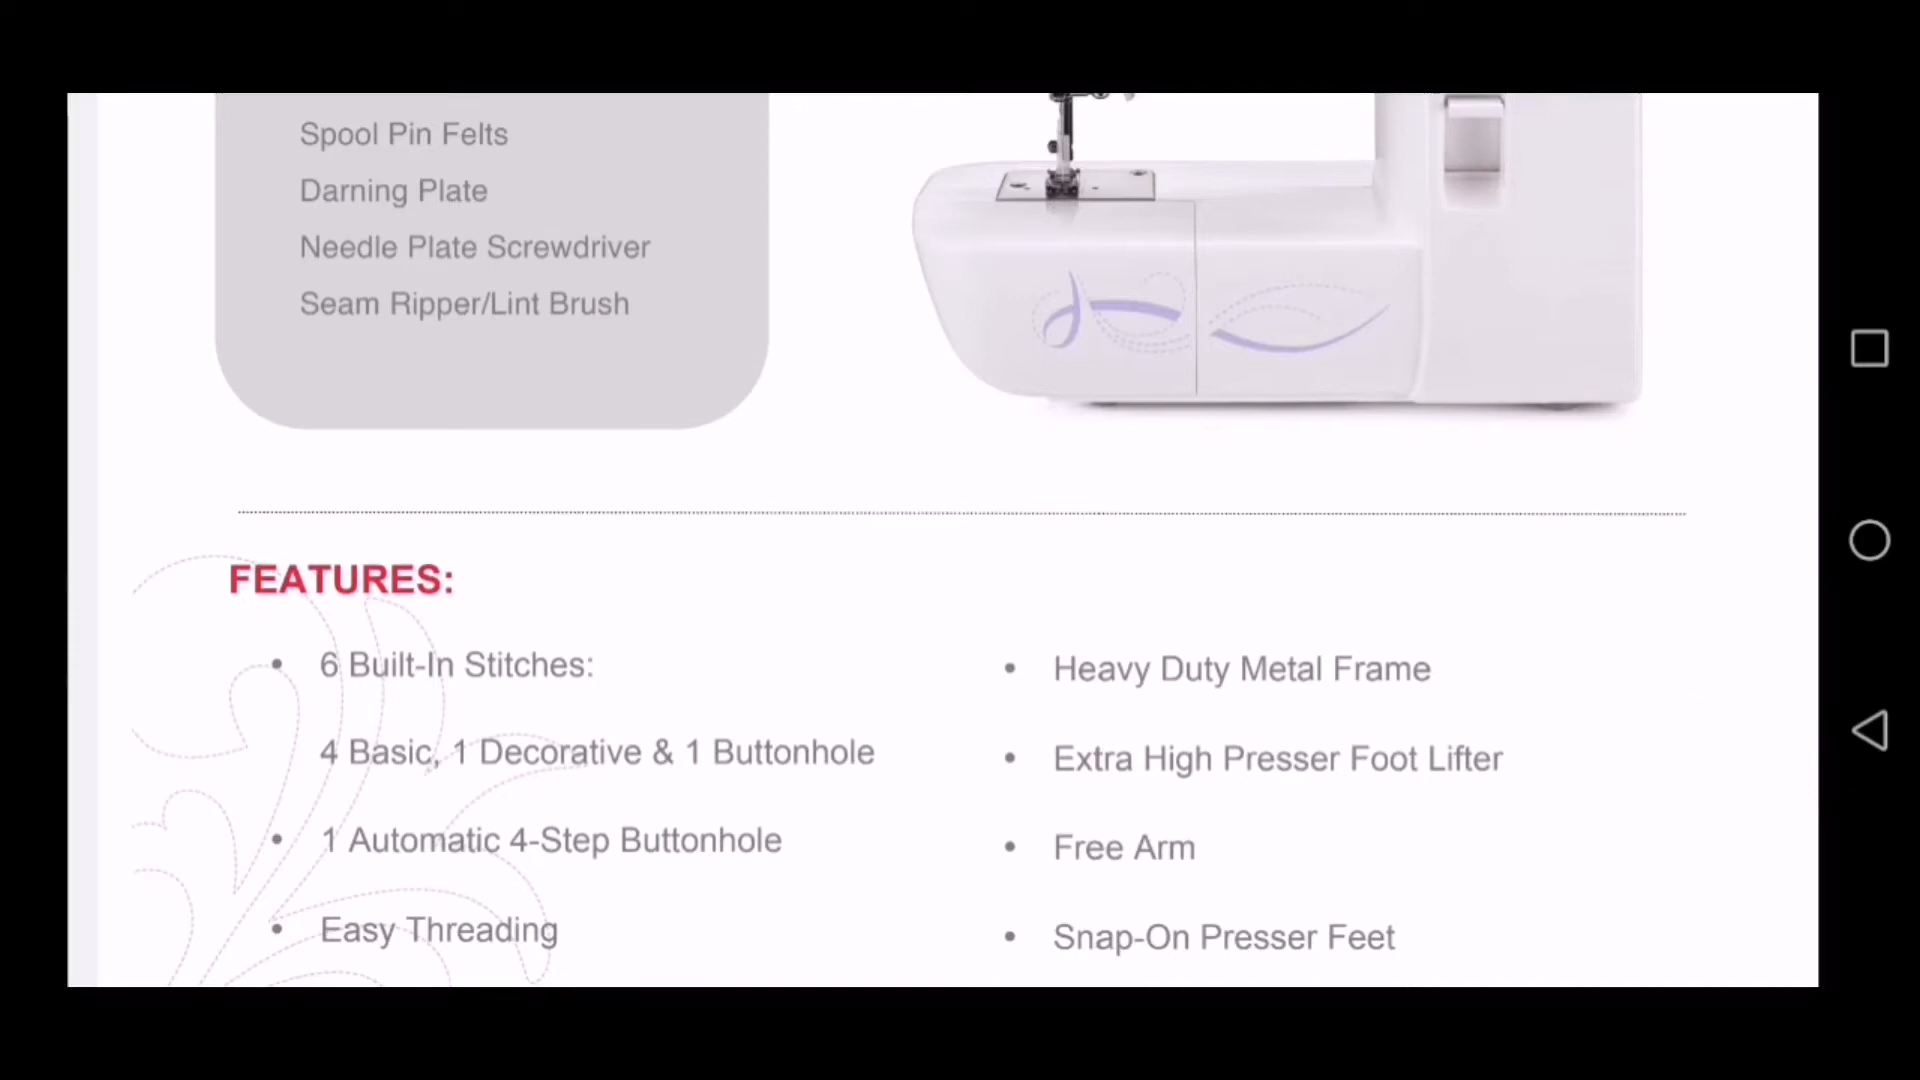 Spool Pin Felts
Darning Plate
Needle Plate Screwdriver
Seam Ripper/Lint Brush
FEATURES:
• 6 Built-In Stitches:
4 Basic, 1 Decorative & 1 Buttonhole
• 1 Automatic 4-Step Buttonhole
• Easy Threading
• Heavy Duty Metal Frame
• Extra High Presser Foot Lifter
• Free Arm
• Snap-On Presser Feet